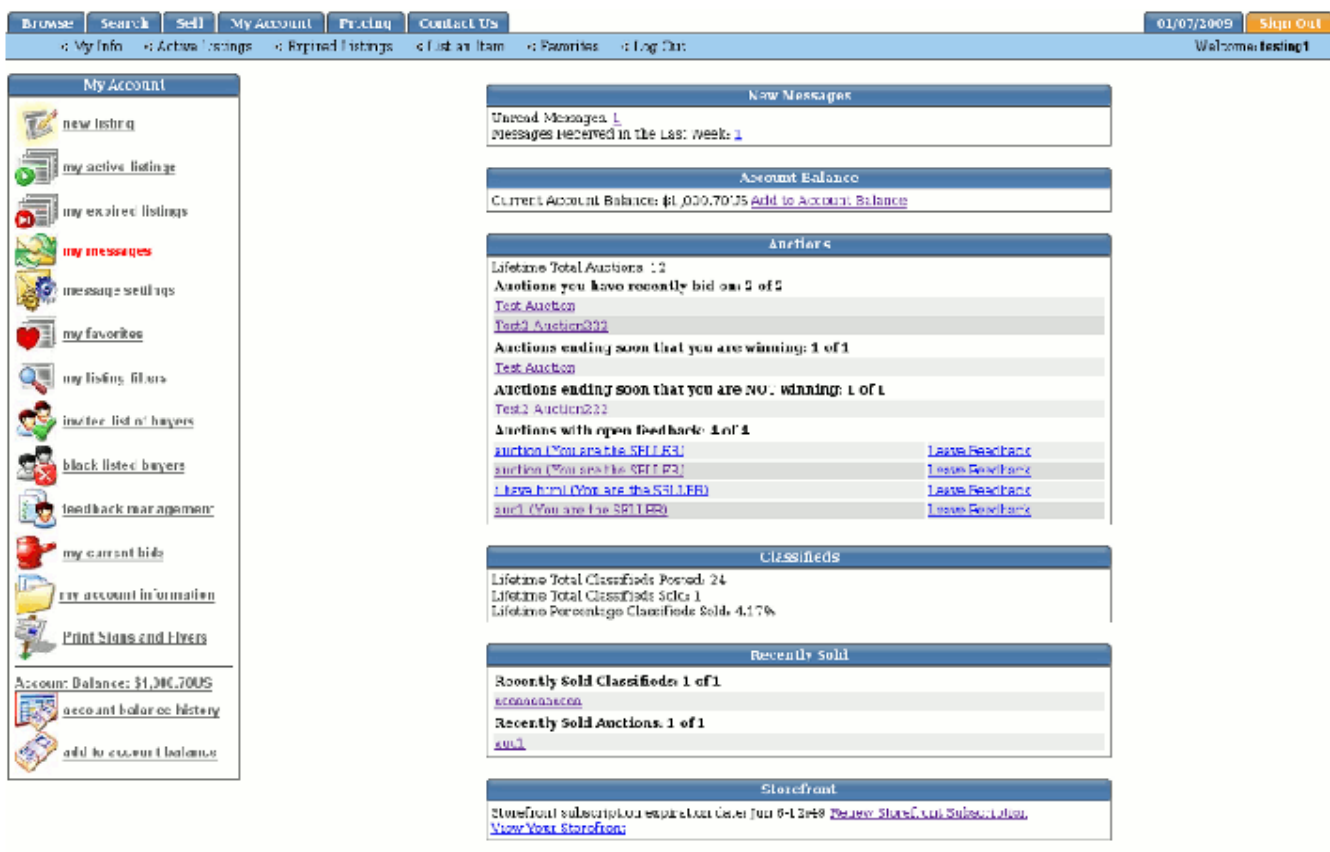 Browse Search Sell My Account Pricing Contact Us 01/07/2009 Sign Out
My Info Active Listings Expired Listings List an Item Favorites Log Out Welcome: testing1
My Account
new listing
my active listings
my expired listings
my messages
message settings
my favorites
my listing filters
invited list of buyers
black listed buyers
feedback management
my current bids
my account information
Print Signs and Flyers
Account Balance:
account balance history
add to account balance
New Messages
Unread Messages: 1
Messages Received in the Last Week: 1
Account Balance
Current Account Balance: Add to Account Balance
Auctions
Lifetime Total Auctions: 12
Auctions you have recently bid on: 2 of 2
Test Auction
Test2 Auction222
Auctions ending soon that you are winning: 1 of 1
Test Auction
Auctions ending soon that you are NOT winning: 1 of 1
Test2 Auction222
Auctions with open feedback: 4 of 4
auction (You are the SELLER) Leave Feedback
auction (You are the SELLER) Leave Feedback
(You are the SELLER) Leave Feedback
auc1 (You are the SELLER) Leave Feedback
Classifieds
Lifetime Total Classifieds Posted: 24
Lifetime Total Classifieds Sold: 1
Lifetime Percentage Classifieds Sold: 4.17%
Recently Sold
Recently Sold Classifieds: 1 of 1
Recently Sold Auctions: 1 of 1
auc1
Storefront
Storefront subscription expiration date: Renew Storefront Subscription
View Your Storefront